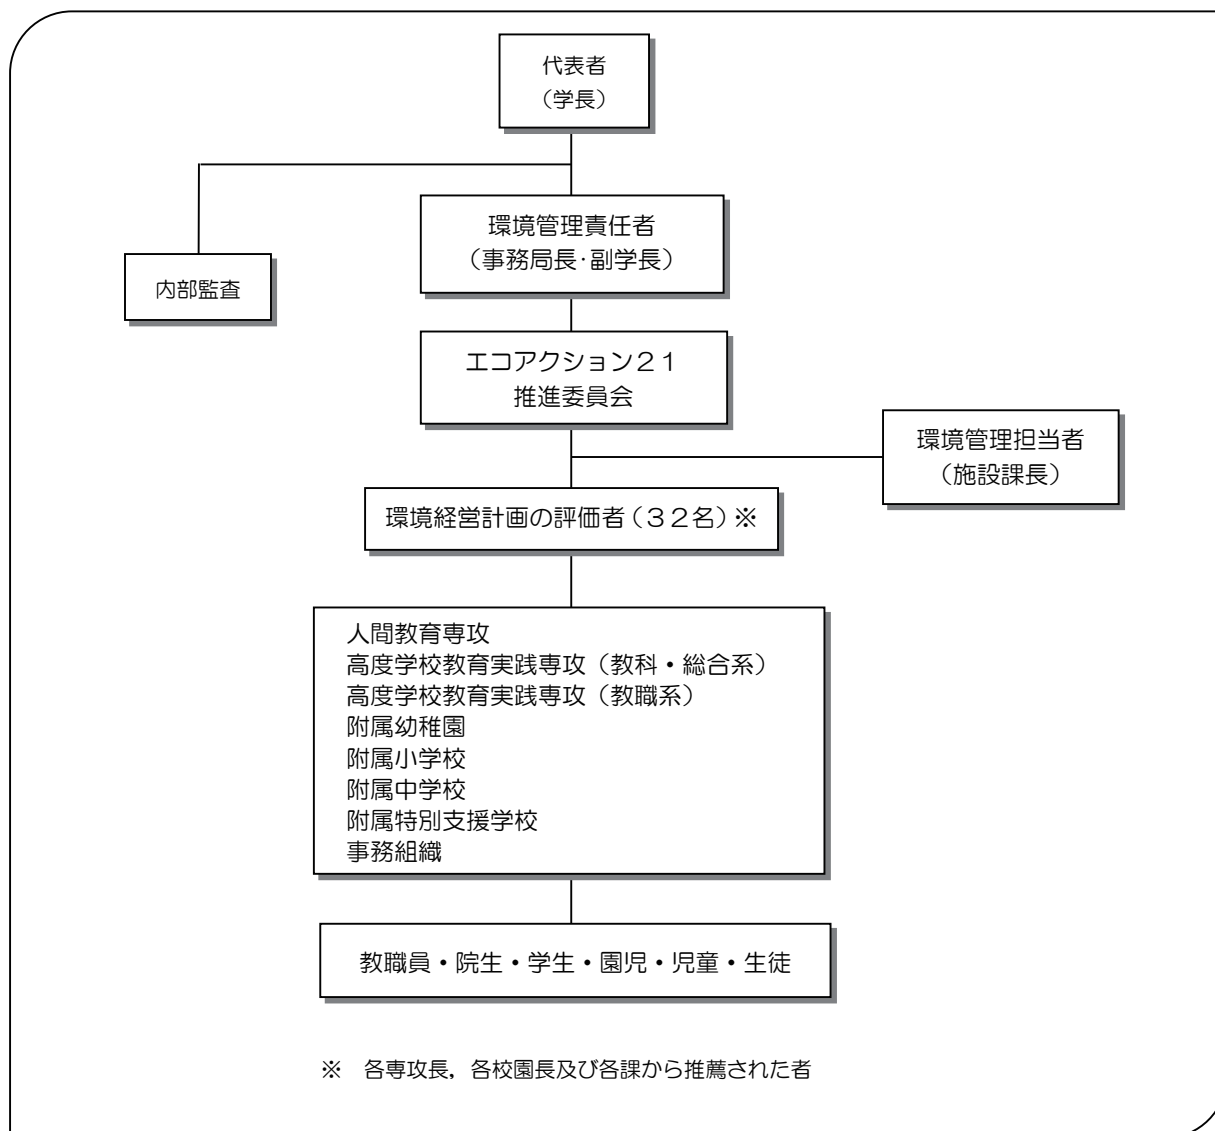 代表者
（学長）
環境管理責任者
（事務局長・副学長）
内部監査
エコアクション２１
推進委員会
環境管理担当者
（施設課長）
環境経営計画の評価者（３２名）※
人間教育専攻
高度学校教育実践専攻（教科・総合系）
高度学校教育実践専攻（教職系）
附属幼稚園
附属小学校
附属中学校
附属特別支援学校
事務組織
教職員・院生・学生・園児・児童・生徒
※　各専攻長，各校園長及び各課から推薦された者